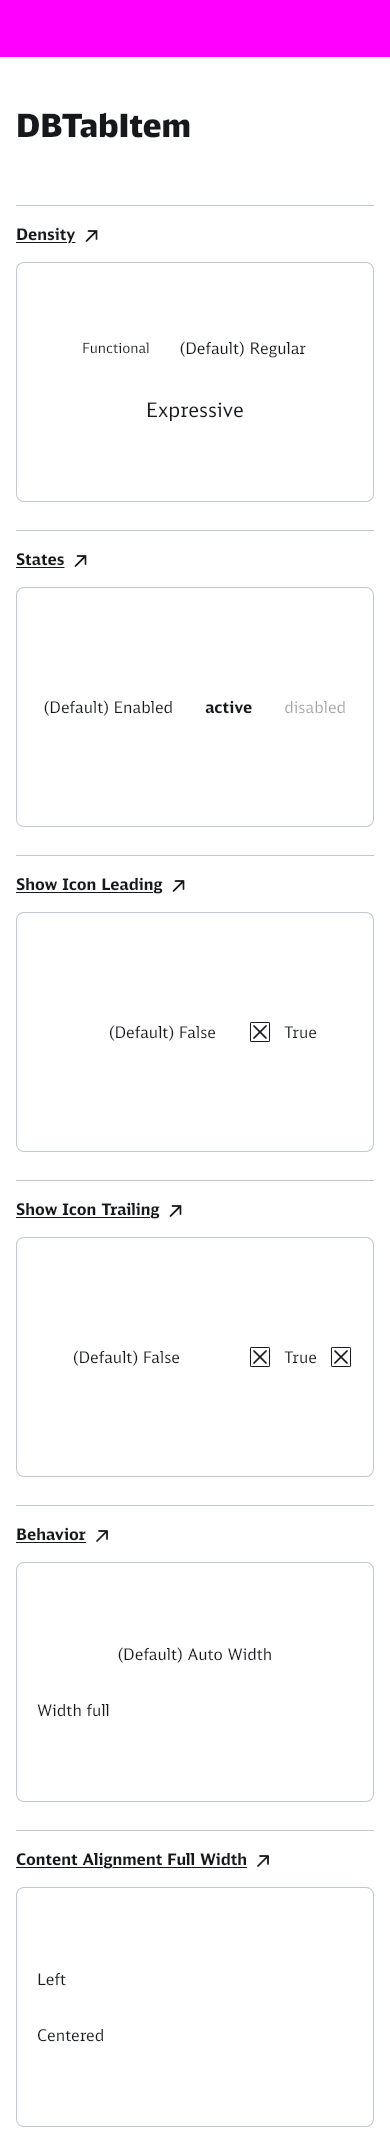 DBTabItem
Density
Functional (Default) Regular
Expressive
States
(Default) Enabled active disabled
Show Icon Leading
(Default) False True
Show Icon Trailing
(Default) False True
Behavior
(Default) Auto Width
Width full
Content Alignment Full Width
Left
Centered